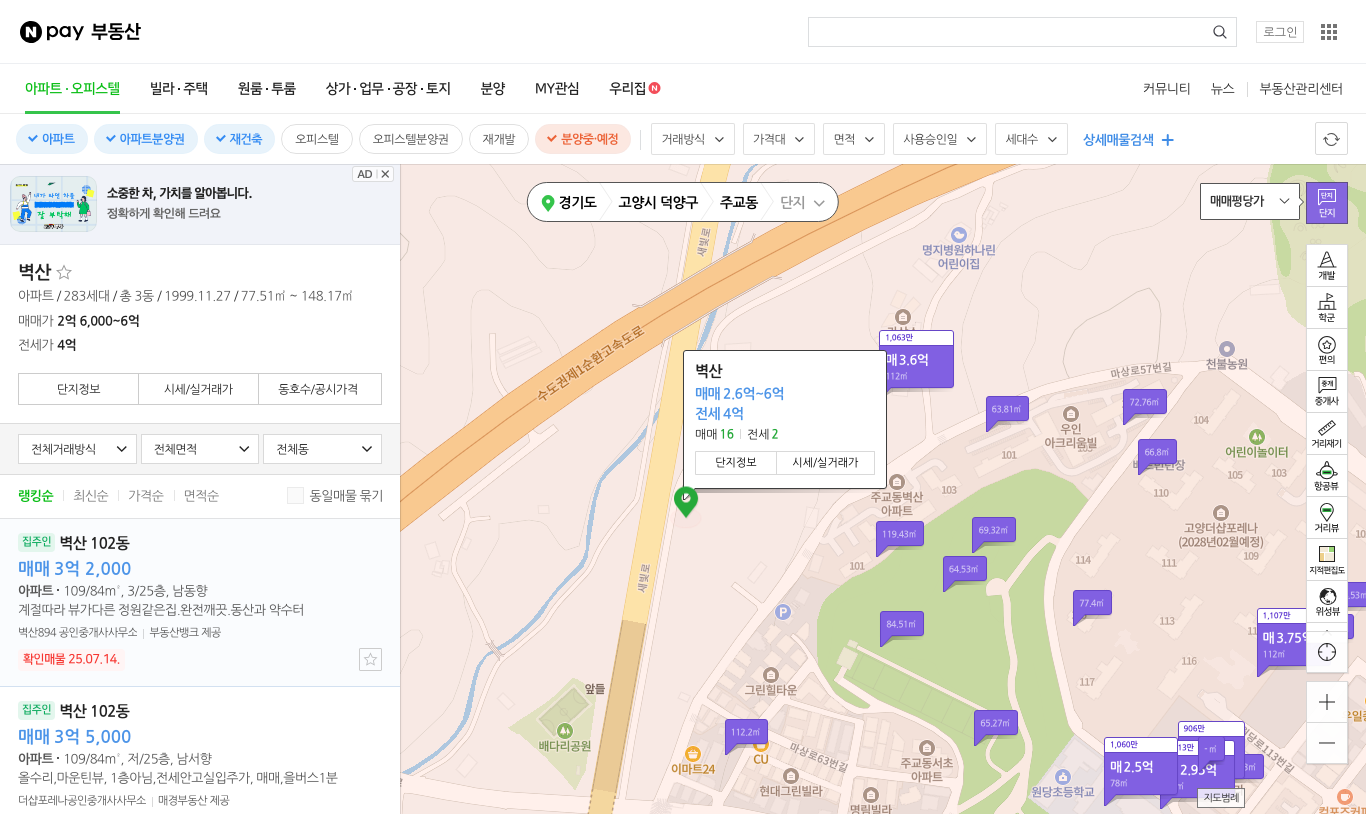 N pay 부동산
로그인
아파트 · 오피스텔
빌라 · 주택
원룸 · 투룸
상가 · 업무 · 공장 · 토지
분양
MY관심
우리집 N
커뮤니티
뉴스
부동산관리센터
아파트
아파트분양권
재건축
오피스텔
오피스텔분양권
재개발
분양중·예정
거래방식
가격대
면적
사용승인일
세대수
상세매물검색
AD
소중한 차, 가치를 알아봅니다.
정확하게 확인해 드려요
벽산
아파트 / 283세대 / 총 3동 / 1999.11.27 / 77.51㎡ ~ 148.17㎡
매매가 2억 6,000~6억
전세가 4억
단지정보
시세/실거래가
동호수/공시가격
전체거래방식
전체면적
전체동
랭킹순
최신순
가격순
면적순
동일매물 묶기
집주인 벽산 102동
매매 3억 2,000
아파트 · 109/84m², 3/25층, 남동향
계절따라 뷰가다른 정원같은집.완전깨끗.동산과 약수터
벽산894 공인중개사사무소 | 부동산뱅크 제공
확인매물 25.07.14.
집주인 벽산 102동
매매 3억 5,000
아파트 · 109/84m², 저/25층, 남서향
올수리,마운틴뷰, 1층아님,전세안고실입주가, 매매,을버스1분
더샵포레나공인중개사사무소 | 매경부동산 제공
경기도
고양시 덕양구
주교동
단지
매매평당가
단지
단지
개발
학군
편의
중개
중개사
거리재기
항공뷰
거리뷰
지적편집도
위성뷰
새빛로
명지병원하나린
어린이집
수도권제1순환고속도로
1,063만
매 3.6억
112㎡
벽산
매매 2.6억~6억
전세 4억
매매 16 | 전세 2
단지정보
시세/실거래가
마상로57번길
천불농원
63.81㎡
72.76㎡
우인
아크리움빌
104
101
103
66.8㎡
어린이놀이터
105
103
110
주교동벽산
아파트
103
고양더샵포레나
(2028년02월예정)
119.43㎡
69.32㎡
101
114
111
109
64.53㎡
새빛로
77.4㎡
84.51㎡
P
113
1,107만
매 3.75억
112㎡
116
117
그린힐타운
앞들
배다리공원
112.2㎡
65.27㎡
이마트24
CU
마상로63번길
주교동서초
아파트
현대그린빌라
명림빌라
906만
1,060만
매 2.5억
78㎡
원당초등학교
지도범례